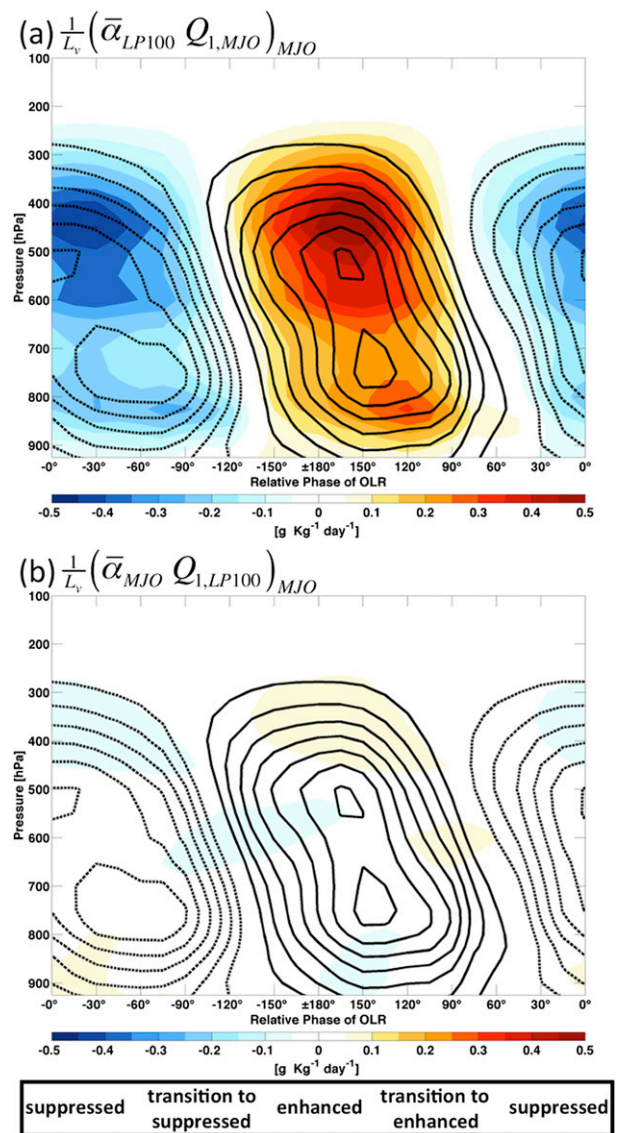 (a) 1/L_v (ᾱ_LP100 Q_1,MJO)_MJO
100
200
300
400
500
600
700
800
900
Pressure [hPa]
-0° -30° -60° -90° -120° -150° ±180° 150° 120° 90° 60° 30° 0°
Relative Phase of OLR
-0.5 -0.4 -0.3 -0.2 -0.1 0 0.1 0.2 0.3 0.4 0.5
[g Kg⁻¹ day⁻¹]
(b) 1/L_v (ᾱ_MJO Q_1,LP100)_MJO
100
200
300
400
500
600
700
800
900
Pressure [hPa]
-0° -30° -60° -90° -120° -150° ±180° 150° 120° 90° 60° 30° 0°
Relative Phase of OLR
-0.5 -0.4 -0.3 -0.2 -0.1 0 0.1 0.2 0.3 0.4 0.5
[g Kg⁻¹ day⁻¹]
suppressed transition to suppressed enhanced transition to enhanced suppressed